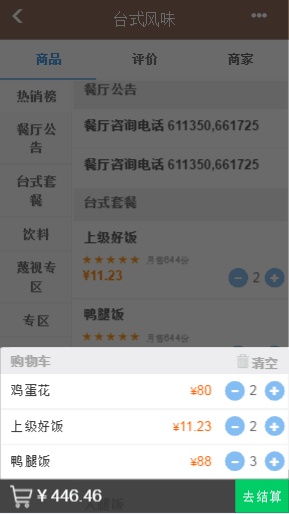 台式风味
商品
评价
商家
热销榜
餐厅公告
台式套餐
饮料
蔑视专区
专区
餐厅公告
餐厅咨询电话 611350,661725
餐厅咨询电话 611350,661725
台式套餐
上级好饭
月售644份
¥11.23
2
鸭腿饭
月售644份
购物车
清空
鸡蛋花
¥80
2
上级好饭
¥11.23
2
鸭腿饭
¥88
3
¥ 446.46
去结算